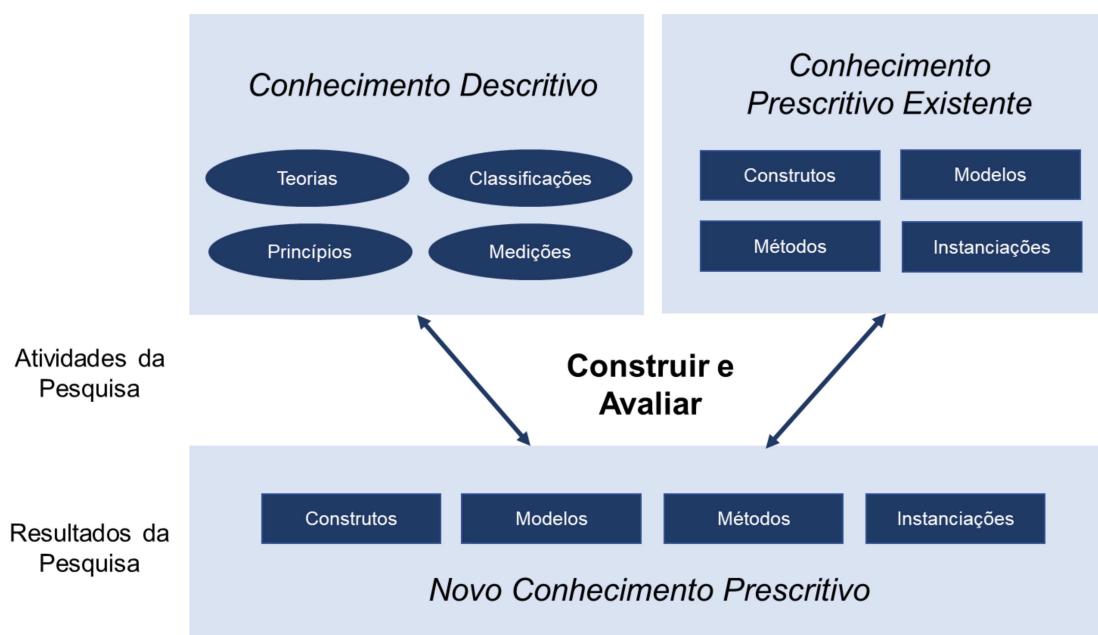 Conhecimento Descritivo
Teorias
Classificações
Princípios
Medições
Conhecimento
Prescritivo Existente
Construtos
Modelos
Métodos
Instanciações
Atividades da
Pesquisa
Construir e
Avaliar
Resultados da
Pesquisa
Construtos
Modelos
Métodos
Instanciações
Novo Conhecimento Prescritivo